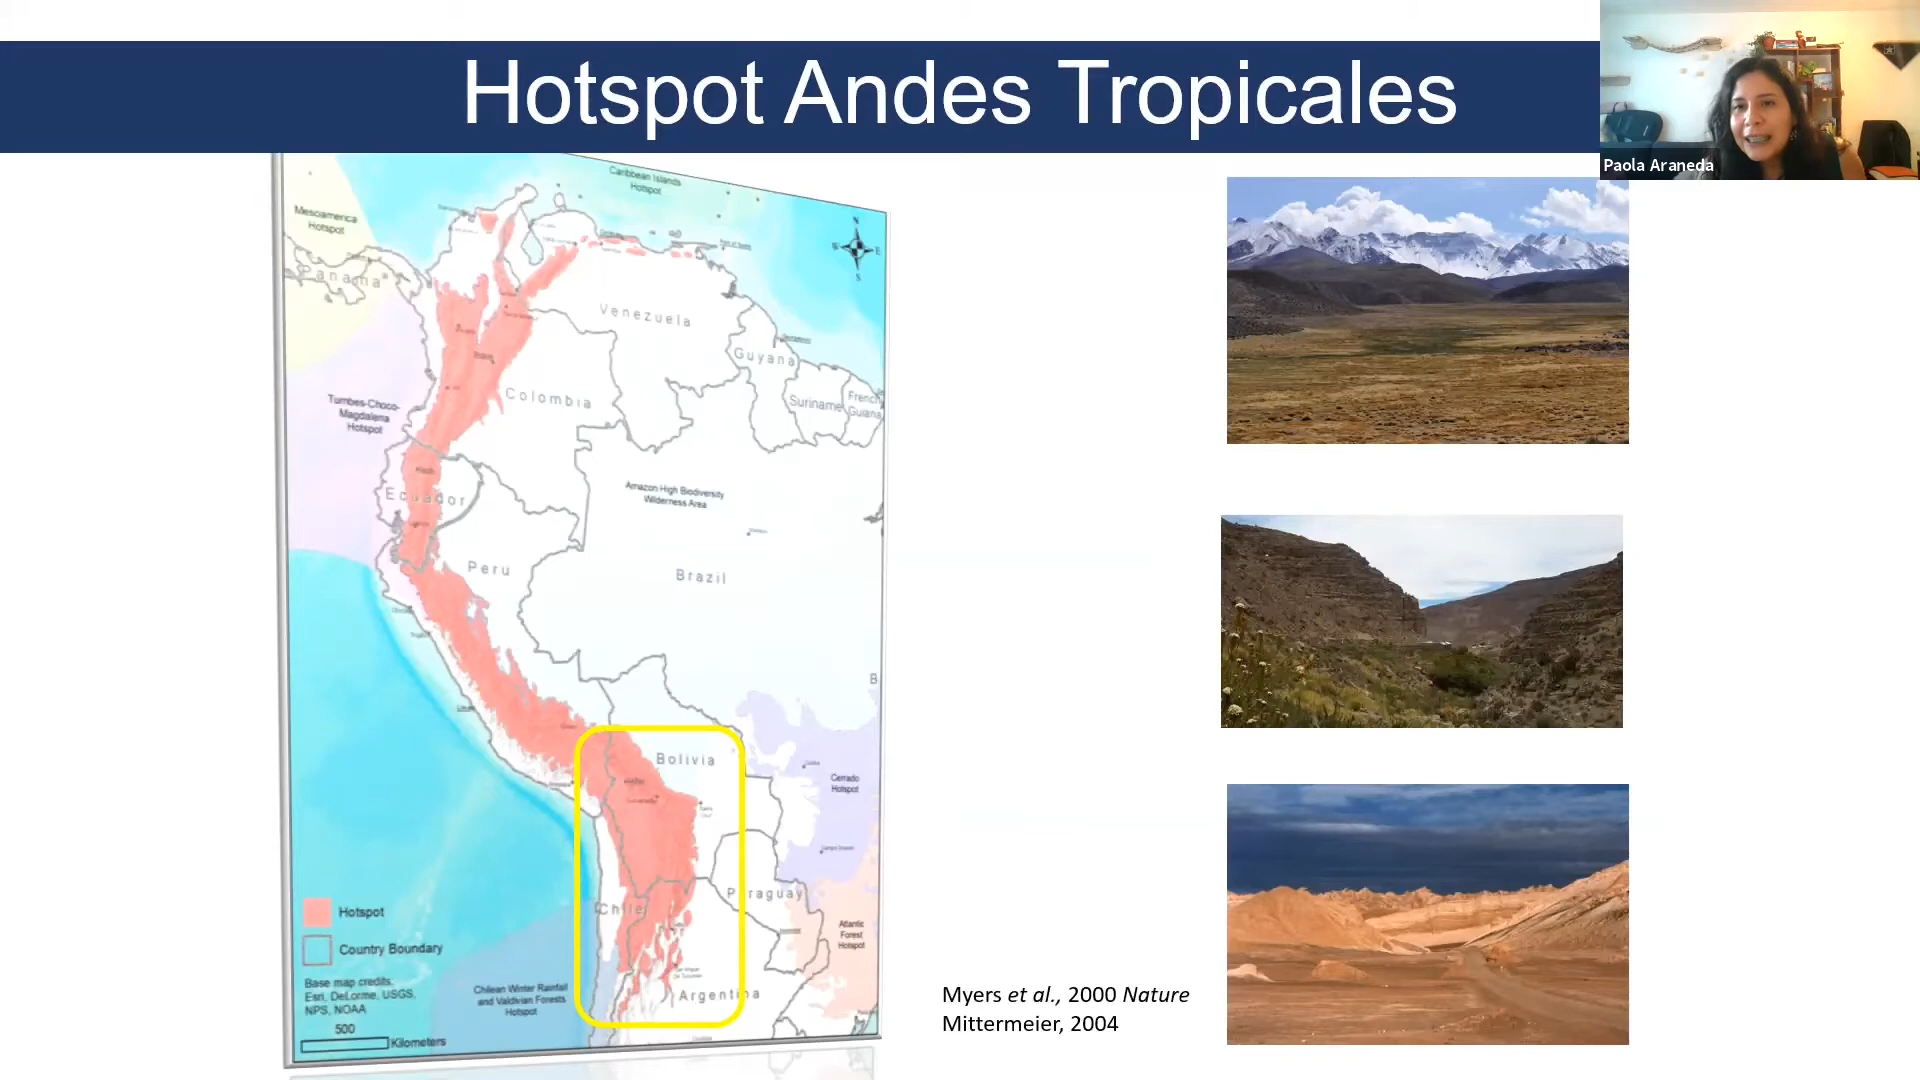 Hotspot Andes Tropicales
Paola Araneda
Caribbean Islands
Hotspot
Mesoamerica
Hotspot
N
W
E
S
Panama
Venezuela
Guyana
Suriname
French
Guiana
Colombia
Tumbes-Choco-
Magdalena
Hotspot
Ecuador
Amazon High Biodiversity
Wilderness Area
Peru
Brazil
B
Bolivia
Cerrado
Hotspot
Paraguay
Chile
Atlantic
Forest
Hotspot
Argentina
Hotspot
Country Boundary
Base map credits:
Esri, DeLorme, USGS,
NPS, NOAA
500
Kilometers
Chilean Winter Rainfall
and Valdivian Forests
Hotspot
Myers et al., 2000 Nature
Mittermeier, 2004